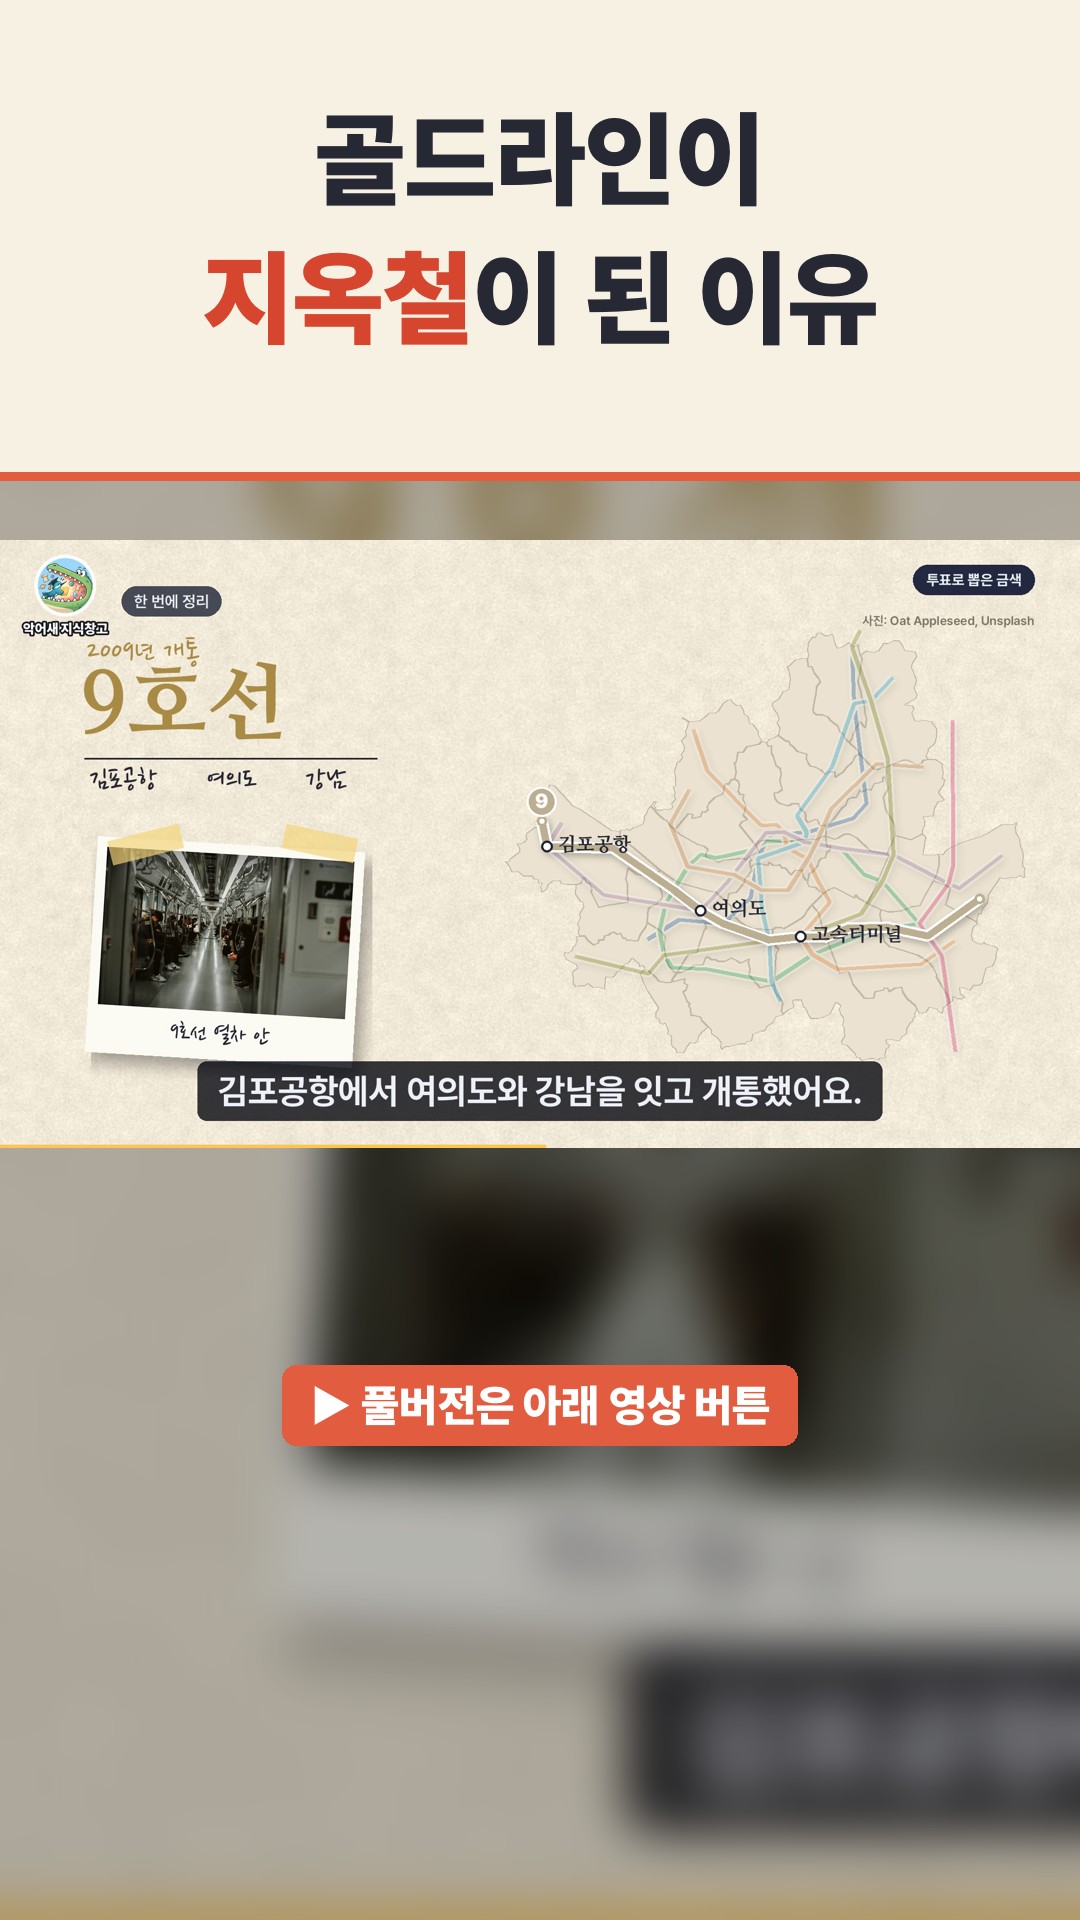 골드라인이
지옥철이 된 이유
악어새 지식창고
한 번에 정리
투표로 뽑은 금색
사진: Oat Appleseed, Unsplash
2009년 개통
9호선
김포공항 여의도 강남
9
김포공항
여의도
고속터미널
9호선 열차 안
김포공항에서 여의도와 강남을 잇고 개통했어요.
▶ 풀버전은 아래 영상 버튼